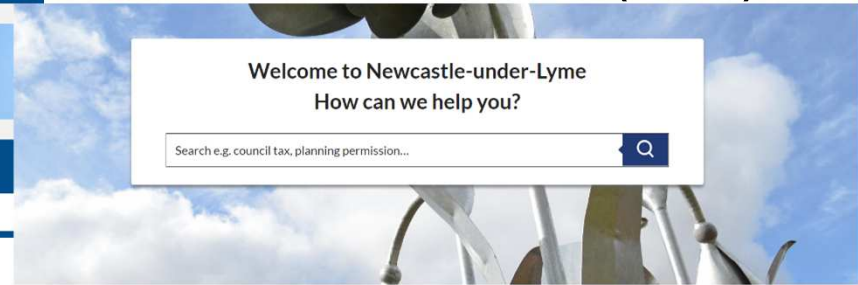 Welcome to Newcastle-under-Lyme
How can we help you?
Search e.g. council tax, planning permission...